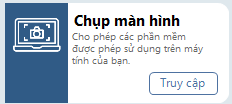 Chụp màn hình
Cho phép các phần mềm
được phép sử dụng trên máy
tính của bạn.
Truy cập